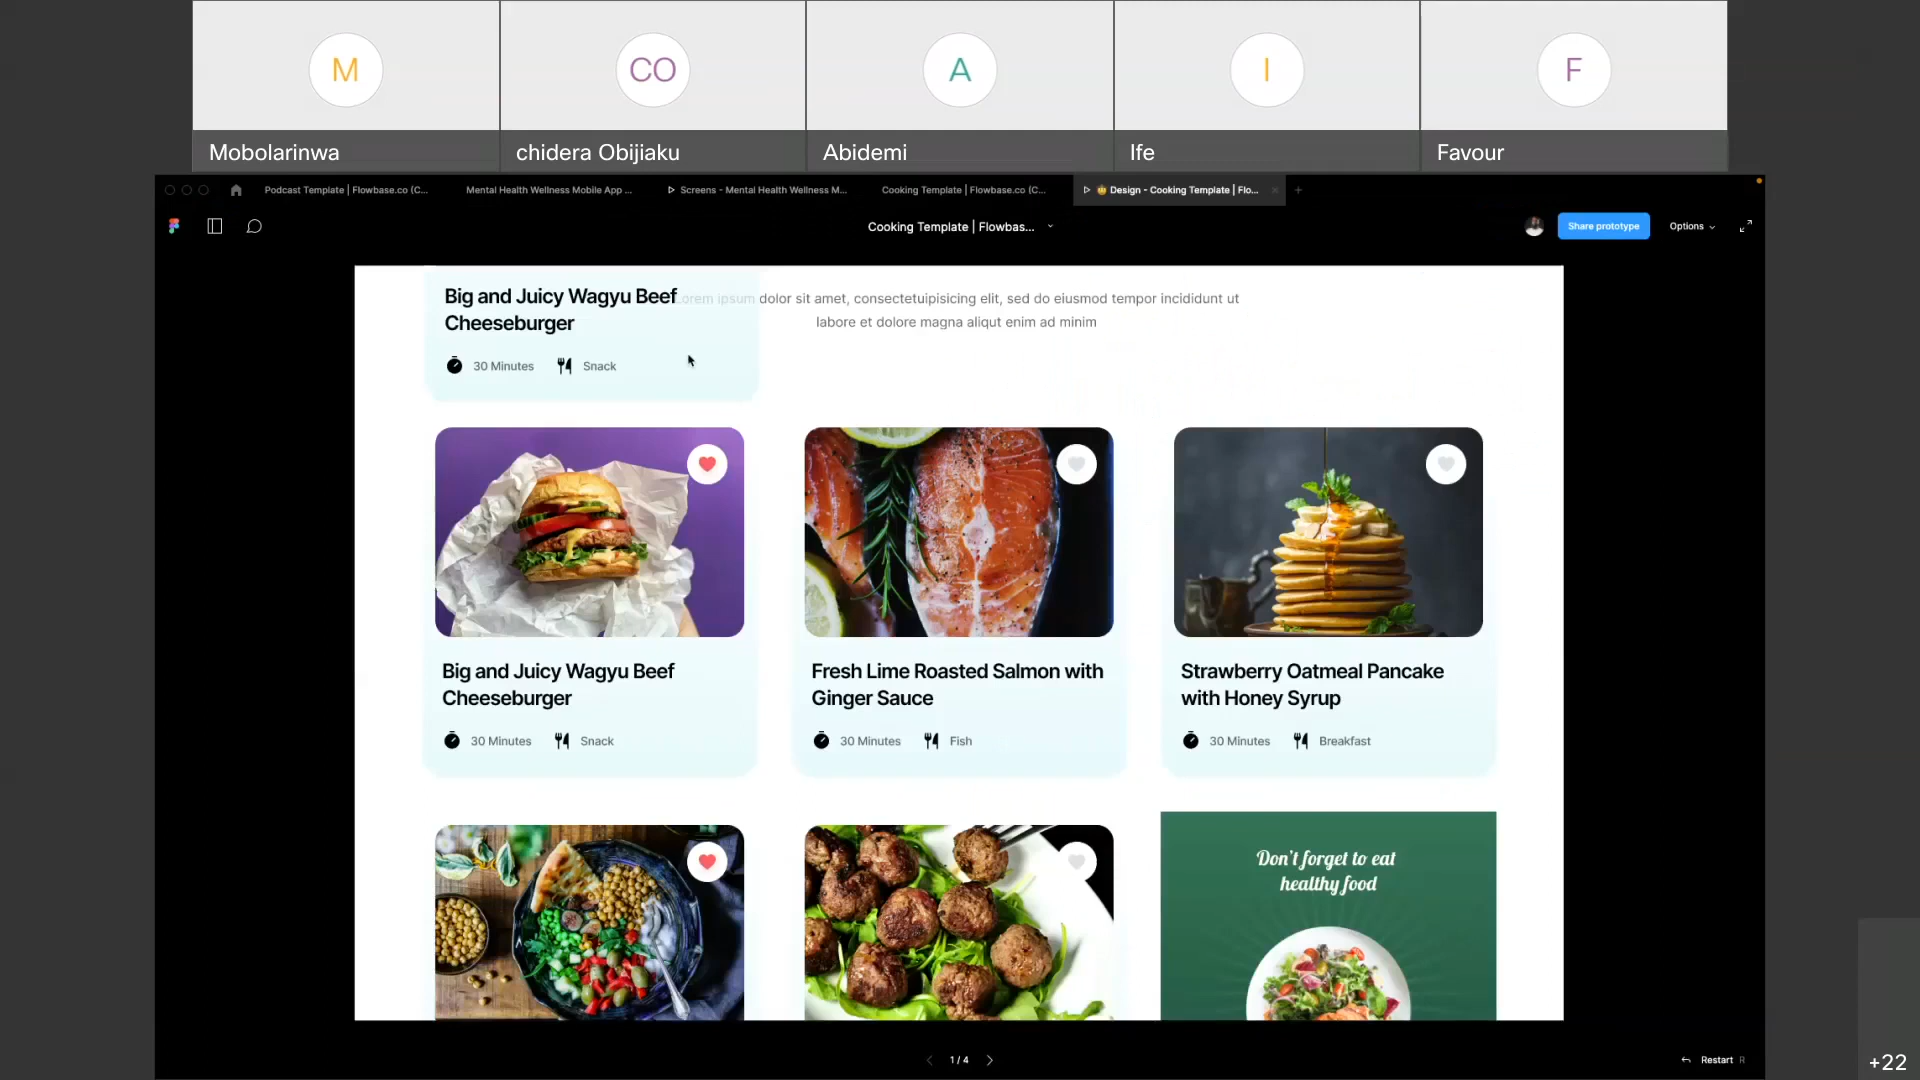 M
CO
A
I
F
Mobolarinwa
chidera Obijiaku
Abidemi
Ife
Favour
Podcast Template | Flowbase.co (C...
Mental Health Wellness Mobile App ...
Screens - Mental Health Wellness M...
Cooking Template | Flowbase.co (C...
Design - Cooking Template | Flo...
Cooking Template | Flowbas...
Share prototype
Options
Big and Juicy Wagyu Beef
Cheeseburger
30 Minutes
Snack
Lorem ipsum dolor sit amet, consectetuipisicing elit, sed do eiusmod tempor incididunt ut
labore et dolore magna aliqut enim ad minim
Big and Juicy Wagyu Beef
Cheeseburger
30 Minutes
Snack
Fresh Lime Roasted Salmon with
Ginger Sauce
30 Minutes
Fish
Strawberry Oatmeal Pancake
with Honey Syrup
30 Minutes
Breakfast
Don't forget to eat
healthy food
1 / 4
Restart R
+22